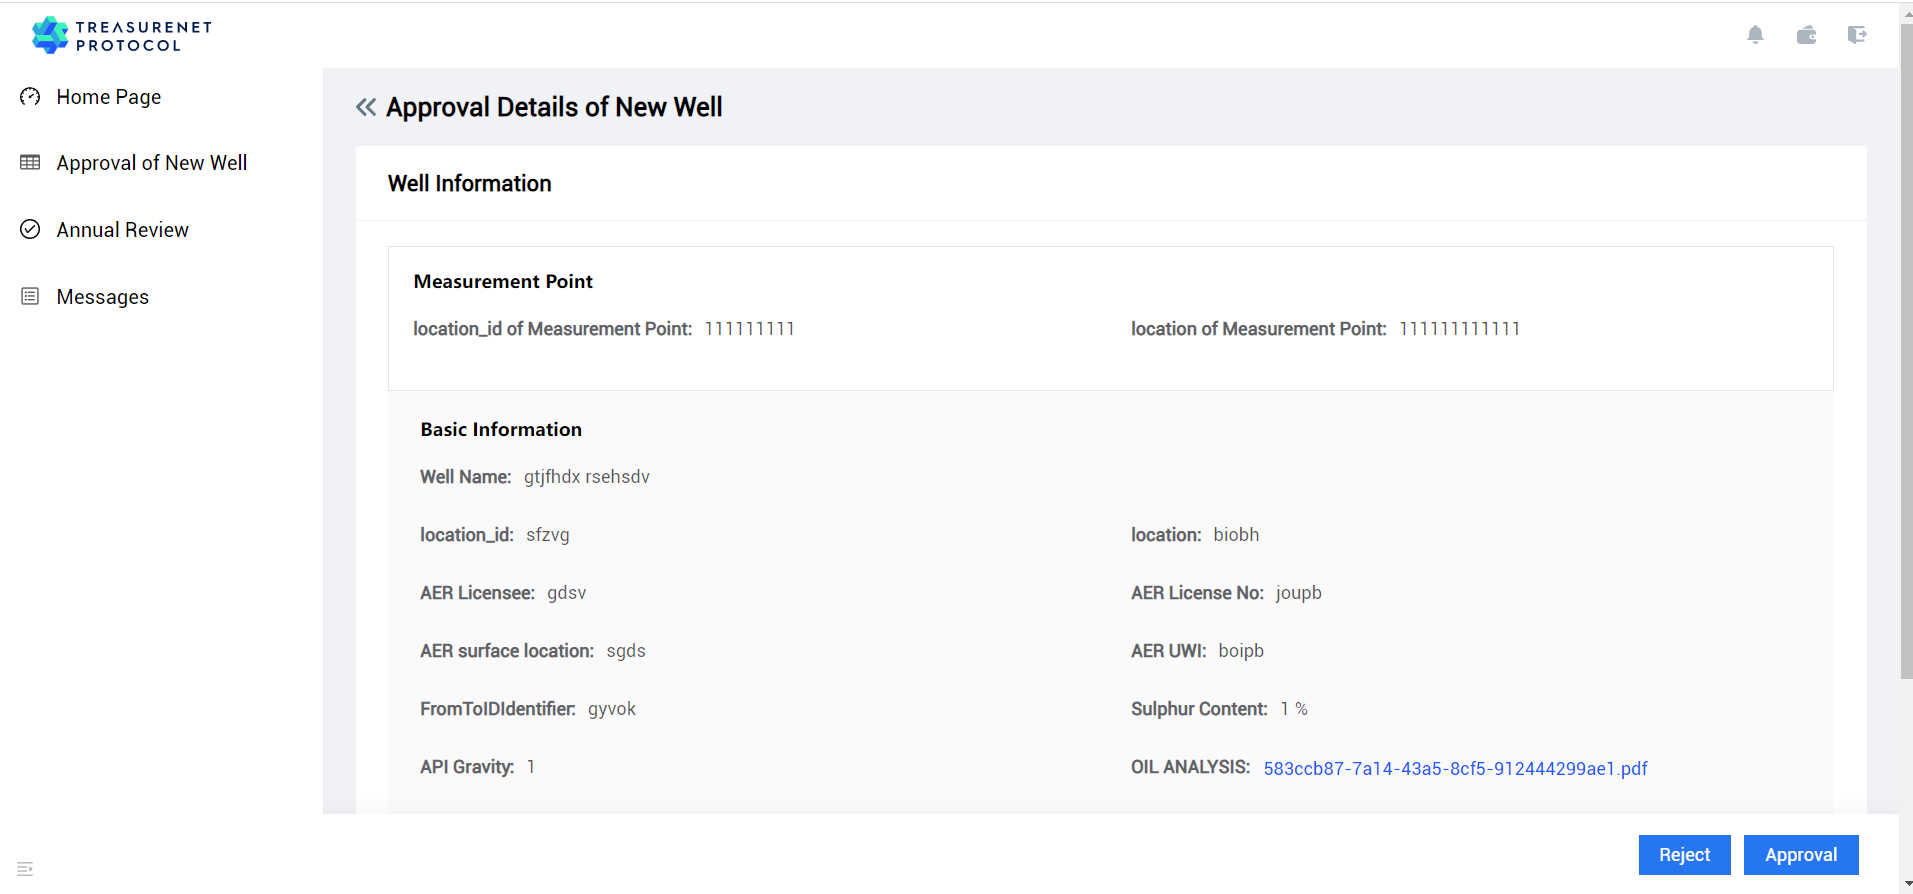 TREASURENET
PROTOCOL
Home Page
Approval of New Well
Annual Review
Messages
Approval Details of New Well
Well Information
Measurement Point
location_id of Measurement Point: 111111111
location of Measurement Point: 111111111111
Basic Information
Well Name: gtjfhdx rsehsdv
location_id: sfzvg
location: biobh
AER Licensee: gdsv
AER License No: joupb
AER surface location: sgds
AER UWI: boipb
FromToIDIdentifier: gyvok
Sulphur Content: 1 %
API Gravity: 1
OIL ANALYSIS: 583ccb87-7a14-43a5-8cf5-912444299ae1.pdf
Reject
Approval